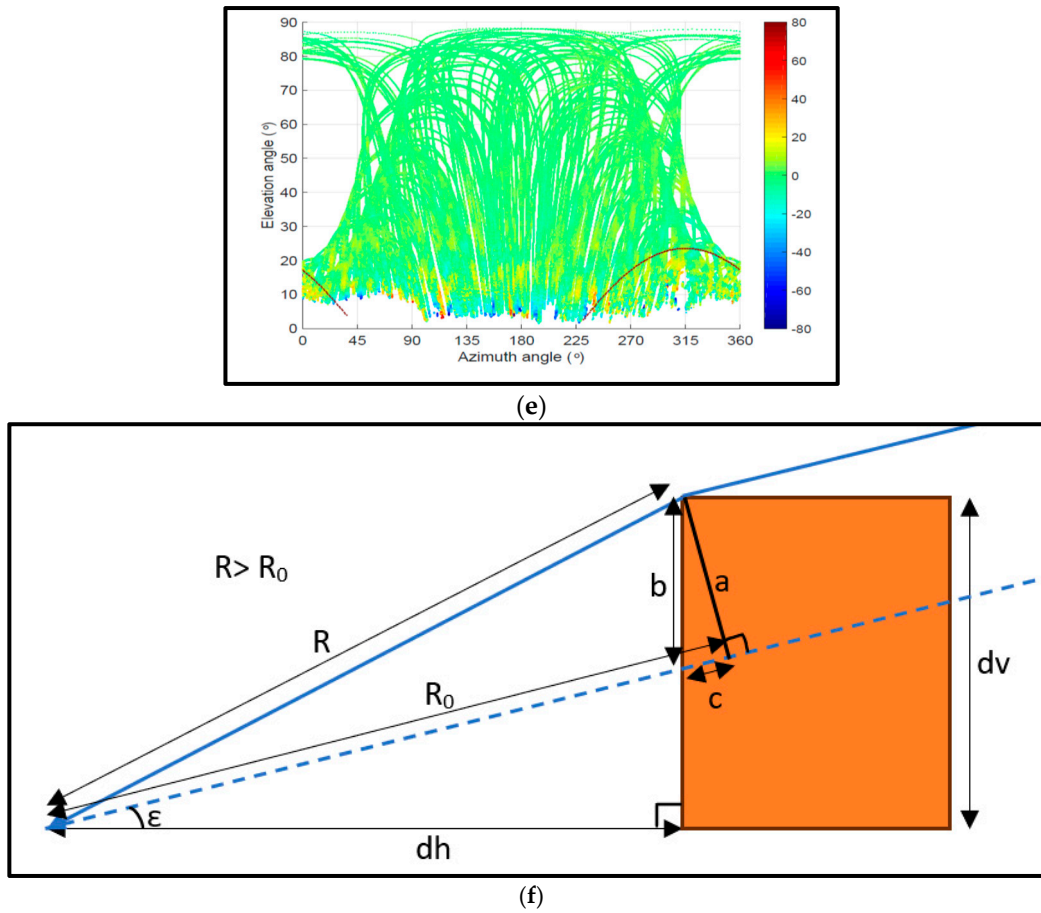 90
80
70
60
50
40
30
20
10
0
Elevation angle (°)
0 45 90 135 180 225 270 315 360
Azimuth angle (°)
80
60
40
20
0
-20
-40
-60
-80
(e)
R> R₀
R
R₀
b
a
c
dv
ε
dh
(f)